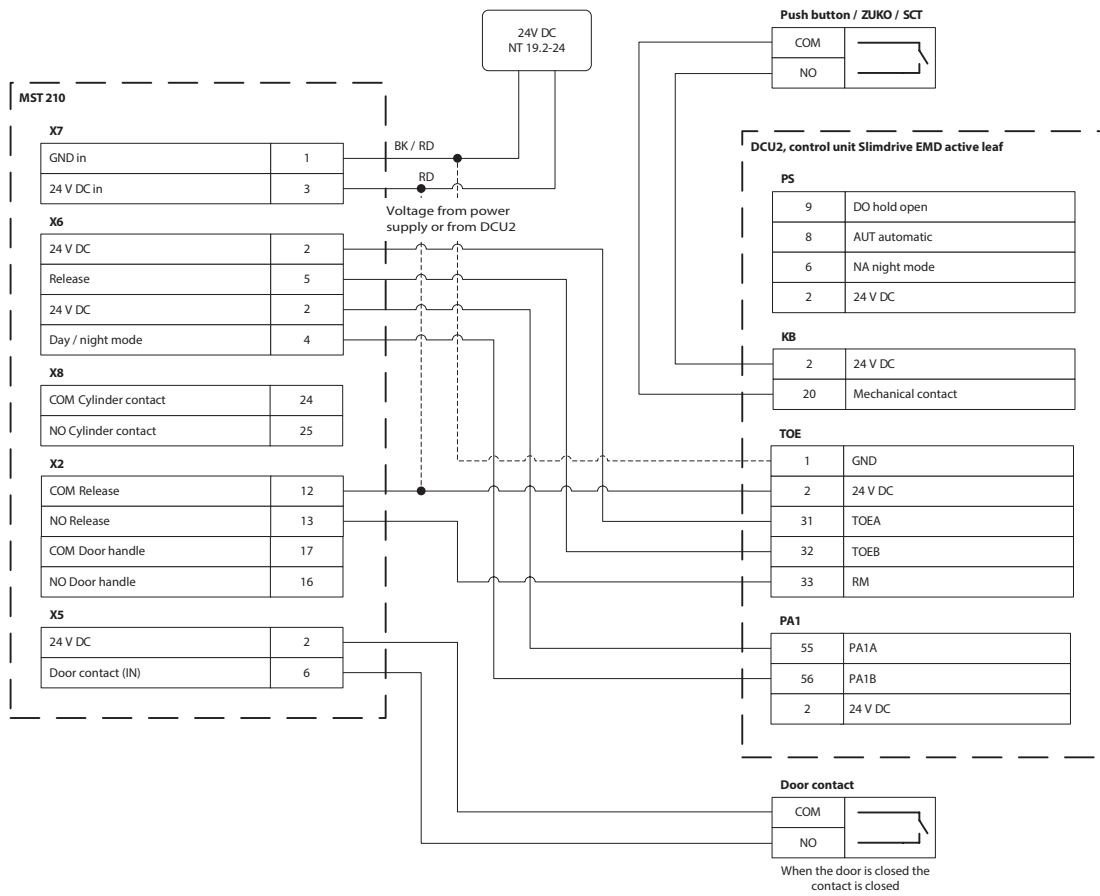 24V DC
NT 19.2-24
Push button / ZUKO / SCT
COM
NO
MST 210
X7
GND in 1
24 V DC in 3
BK / RD
RD
Voltage from power
supply or from DCU2
X6
24 V DC 2
Release 5
24 V DC 2
Day / night mode 4
X8
COM Cylinder contact 24
NO Cylinder contact 25
X2
COM Release 12
NO Release 13
COM Door handle 17
NO Door handle 16
X5
24 V DC 2
Door contact (IN) 6
DCU2, control unit Slimdrive EMD active leaf
PS
9 DO hold open
8 AUT automatic
6 NA night mode
2 24 V DC
KB
2 24 V DC
20 Mechanical contact
TOE
1 GND
2 24 V DC
31 TOEA
32 TOEB
33 RM
PA1
55 PA1A
56 PA1B
2 24 V DC
Door contact
COM
NO
When the door is closed the
contact is closed